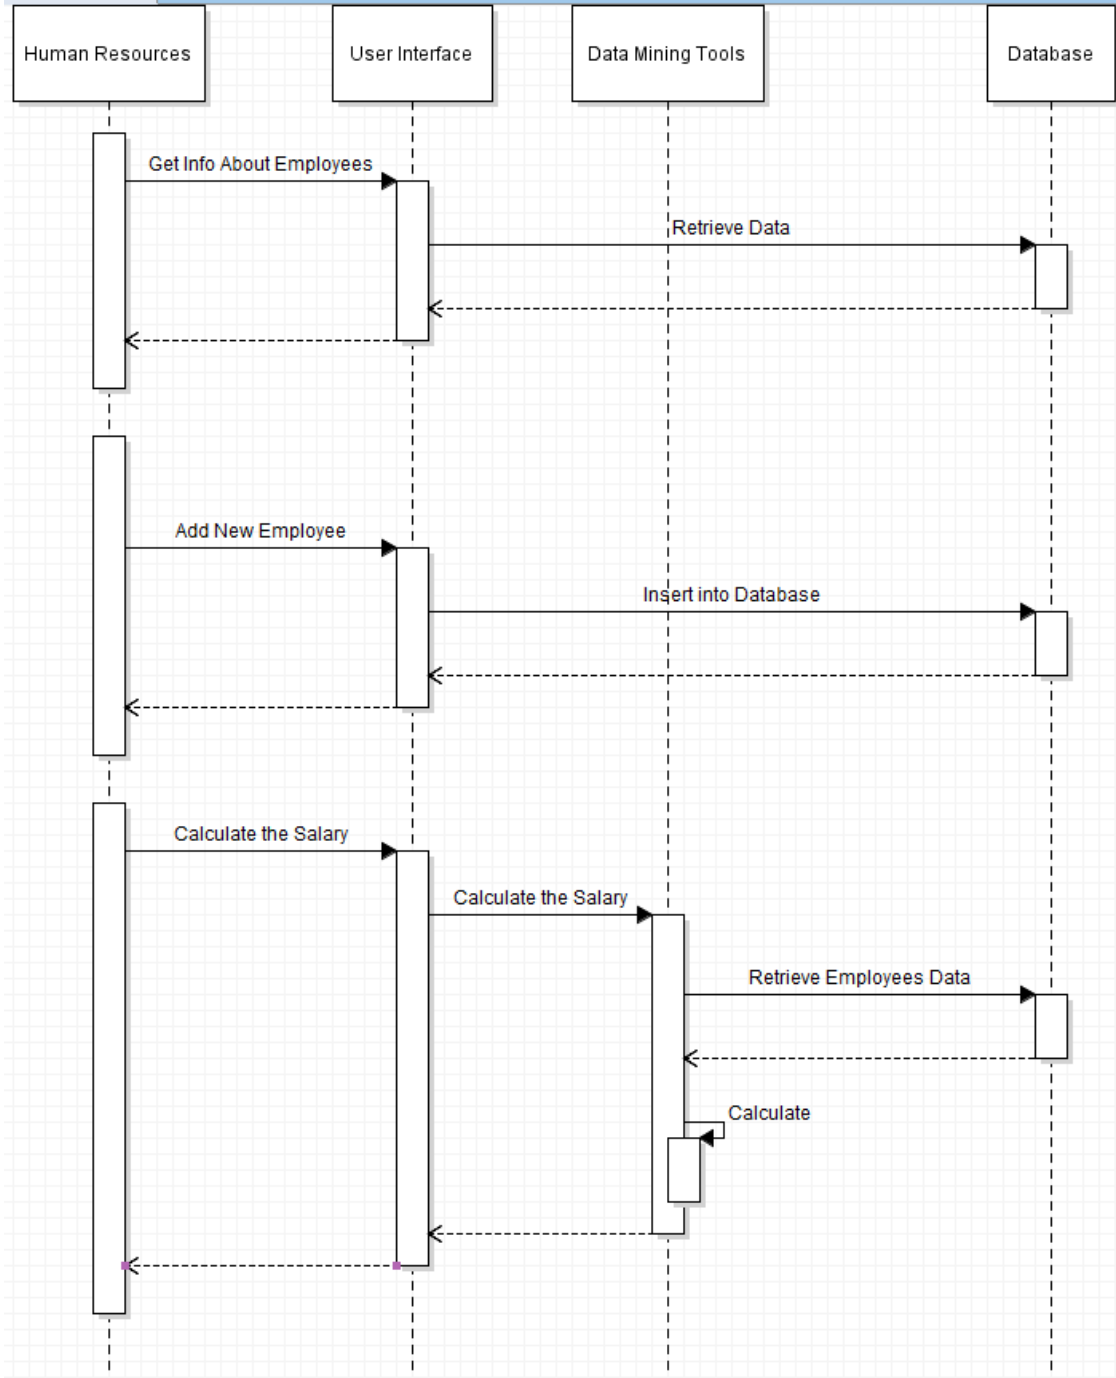 Human Resources
User Interface
Data Mining Tools
Database
Get Info About Employees
Retrieve Data
Add New Employee
Insert into Database
Calculate the Salary
Calculate the Salary
Retrieve Employees Data
Calculate